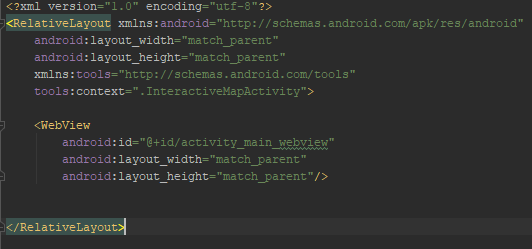 <?xml version="1.0" encoding="utf-8"?>
<RelativeLayout xmlns:android="http://schemas.android.com/apk/res/android"
    android:layout_width="match_parent"
    android:layout_height="match_parent"
    xmlns:tools="http://schemas.android.com/tools"
    tools:context=".InteractiveMapActivity">
    <WebView
        android:id="@+id/activity_main_webview"
        android:layout_width="match_parent"
        android:layout_height="match_parent"/>
</RelativeLayout>